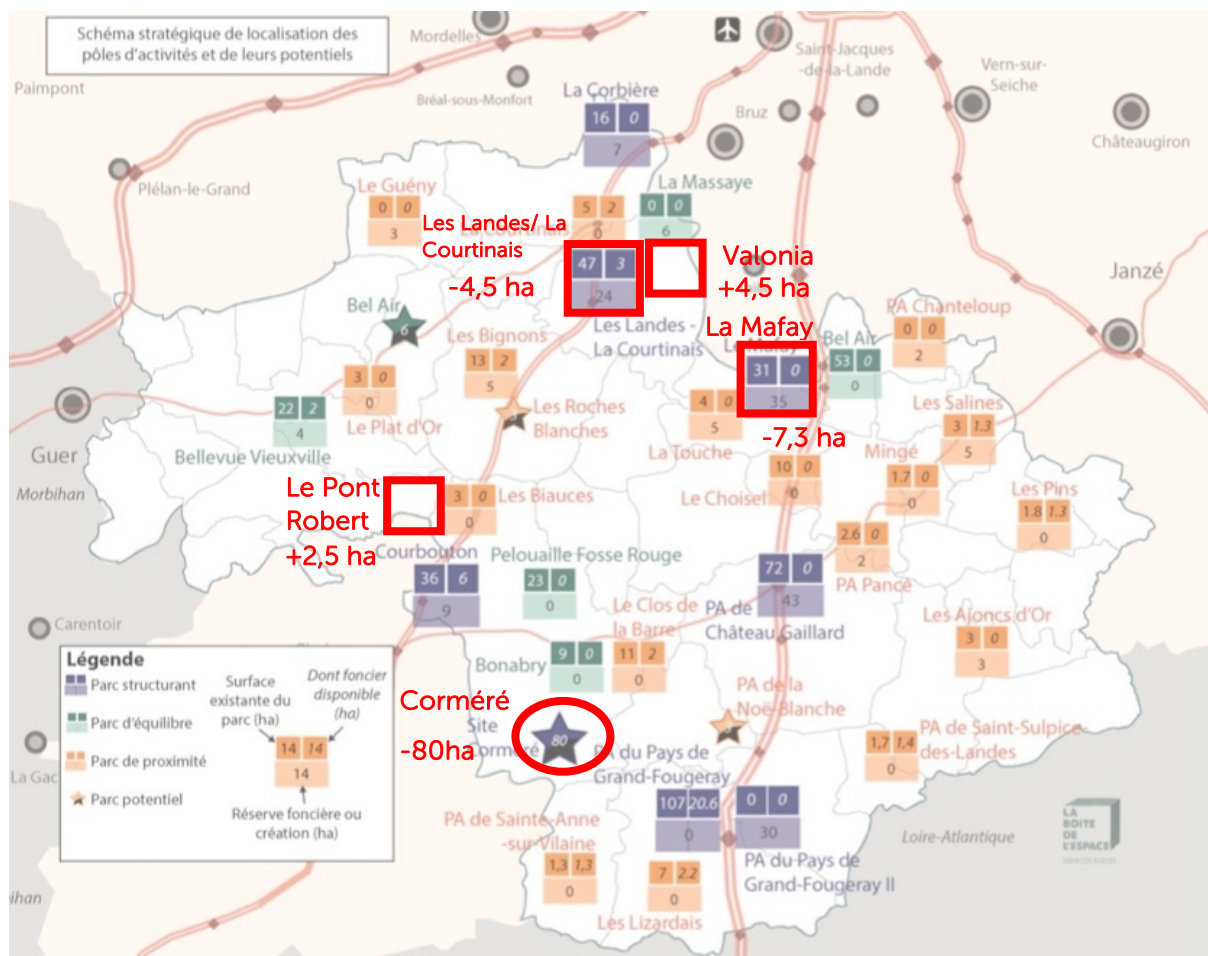 Schéma stratégique de localisation des
pôles d'activités et de leurs potentiels
Mordelles
Saint-Jacques
-de-la-Lande
Vern-sur-
Seiche
Paimpont
Bréal-sous-Monfort
La Corbière
16 0
7
Bruz
Châteaugiron
Plélan-le-Grand
Le Guény
0 0
3
La Massaye
0 0
6
5 2
0
La Courtinais
Les Landes/ La
Courtinais
-4,5 ha
47 3
24
Les Landes -
La Courtinais
Valonia
+4,5 ha
Janzé
La Mafay
Le Mafay
31 0
35
-7,3 ha
Bel Air
53 0
0
PA Chanteloup
0 0
2
Bel Air
6
Les Bignons
13 2
5
3 0
0
Le Plat d'Or
22 2
4
Bellevue Vieuxville
Les Roches
Blanches
4 0
5
La Touche
Les Salines
3 1.3
5
Mingé
1.7 0
0
Guer
Morbihan
Le Pont
Robert
+2,5 ha
3 0
0
Les Biauces
10 0
0
Le Choisel
Les Pins
1.8 1.3
0
2.6 0
2
PA Pancé
Courbouton
36 6
9
Pelouaille Fosse Rouge
23 0
0
72 0
43
PA de
Château Gaillard
Carentoir
Le Clos de
la Barre
11 2
0
Bonabry
9 0
0
Les Ajoncs d'Or
3 0
3
Légende
Parc structurant
Parc d'équilibre
Parc de proximité
Parc potentiel
Surface
existante du
parc (ha)
Dont foncier
disponible
(ha)
14 14
14
Réserve foncière ou
création (ha)
Corméré
-80ha
Site
Corméré
80
PA de la
Noë-Blanche
PA de Saint-Sulpice
-des-Landes
1,7 1,4
0
La Gac
PA du Pays de
Grand-Fougeray
107 20.6
0
0 0
30
PA du Pays de
Grand-Fougeray II
PA de Sainte-Anne
-sur-Vilaine
1,3 1,3
0
7 2.2
0
Les Lizardais
Loire-Atlantique
LA
BOITE
DE
L'ESPACE
ihan